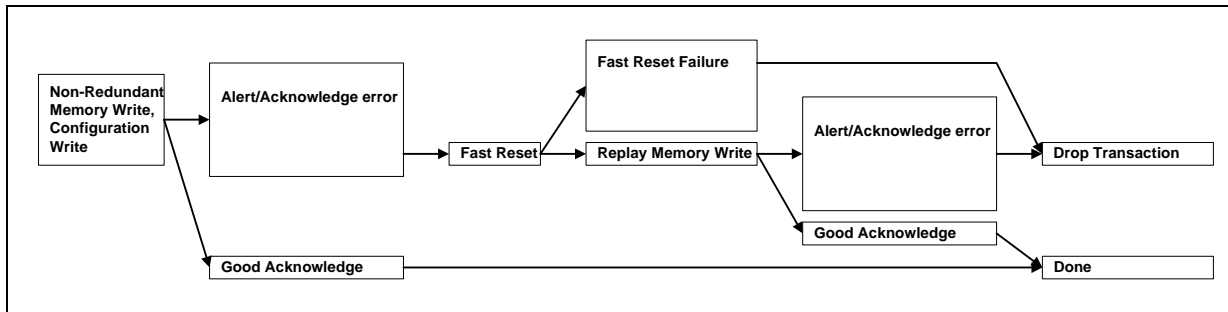 Non-Redundant
Memory Write,
Configuration
Write
Alert/Acknowledge error
Fast Reset
Fast Reset Failure
Replay Memory Write
Alert/Acknowledge error
Drop Transaction
Good Acknowledge
Good Acknowledge
Done